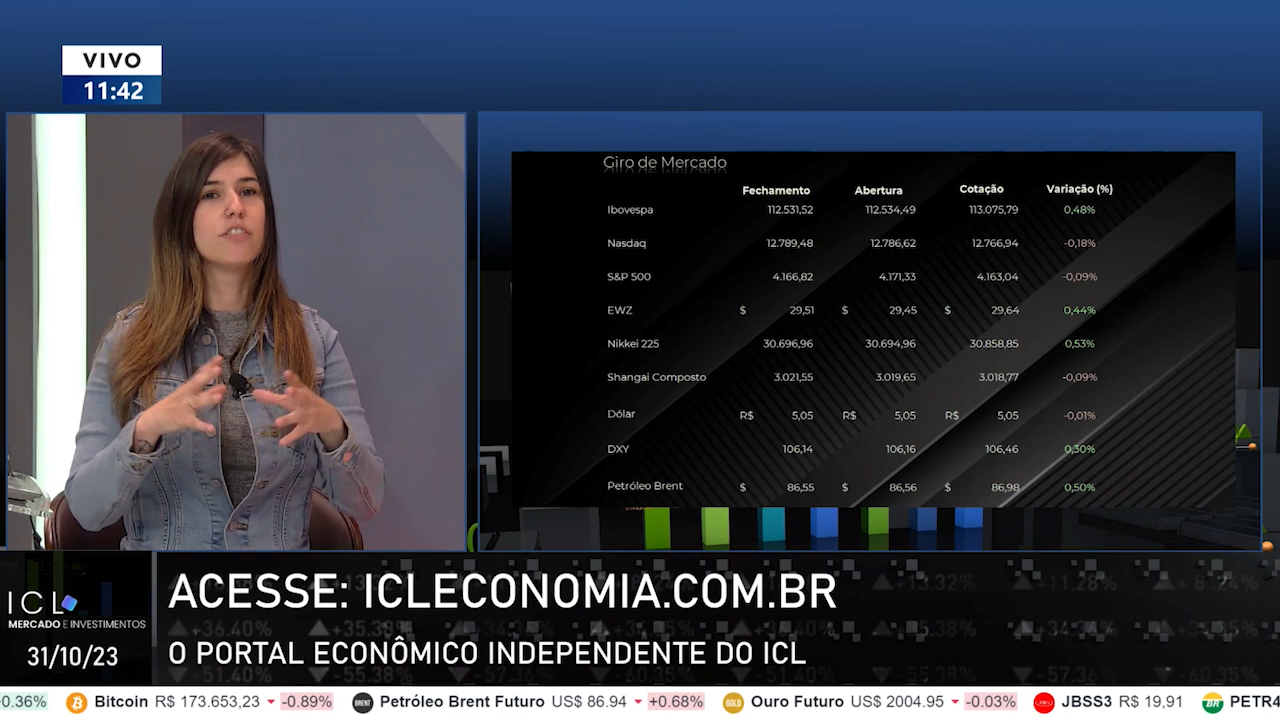 VIVO
11:42
Giro de Mercado
Fechamento Abertura Cotação Variação (%)
Ibovespa 112.531,52 112.534,49 113.075,79 0,48%
Nasdaq 12.789,48 12.786,62 12.766,94 -0,18%
S&P 500 4.166,82 4.171,33 4.163,04 -0,09%
EWZ $ 29,51 $ 29,45 $ 29,64 0,44%
Nikkei 225 30.696,96 30.694,96 30.858,85 0,53%
Shangai Composto 3.021,55 3.019,65 3.018,77 -0,09%
Dólar R$ 5,05 R$ 5,05 R$ 5,05 -0,01%
DXY 106,14 106,16 106,46 0,30%
Petróleo Brent $ 86,55 $ 86,56 $ 86,98 0,50%
ICL
MERCADO E INVESTIMENTOS
31/10/23
ACESSE: ICLECONOMIA.COM.BR
O PORTAL ECONÔMICO INDEPENDENTE DO ICL
0.36% Bitcoin R$ 173.653,23 -0.89% BRENT Petróleo Brent Futuro US$ 86.94 +0.68% GOLD Ouro Futuro US$ 2004.95 -0.03% JBS JBSS3 R$ 19,91 BR PETR4